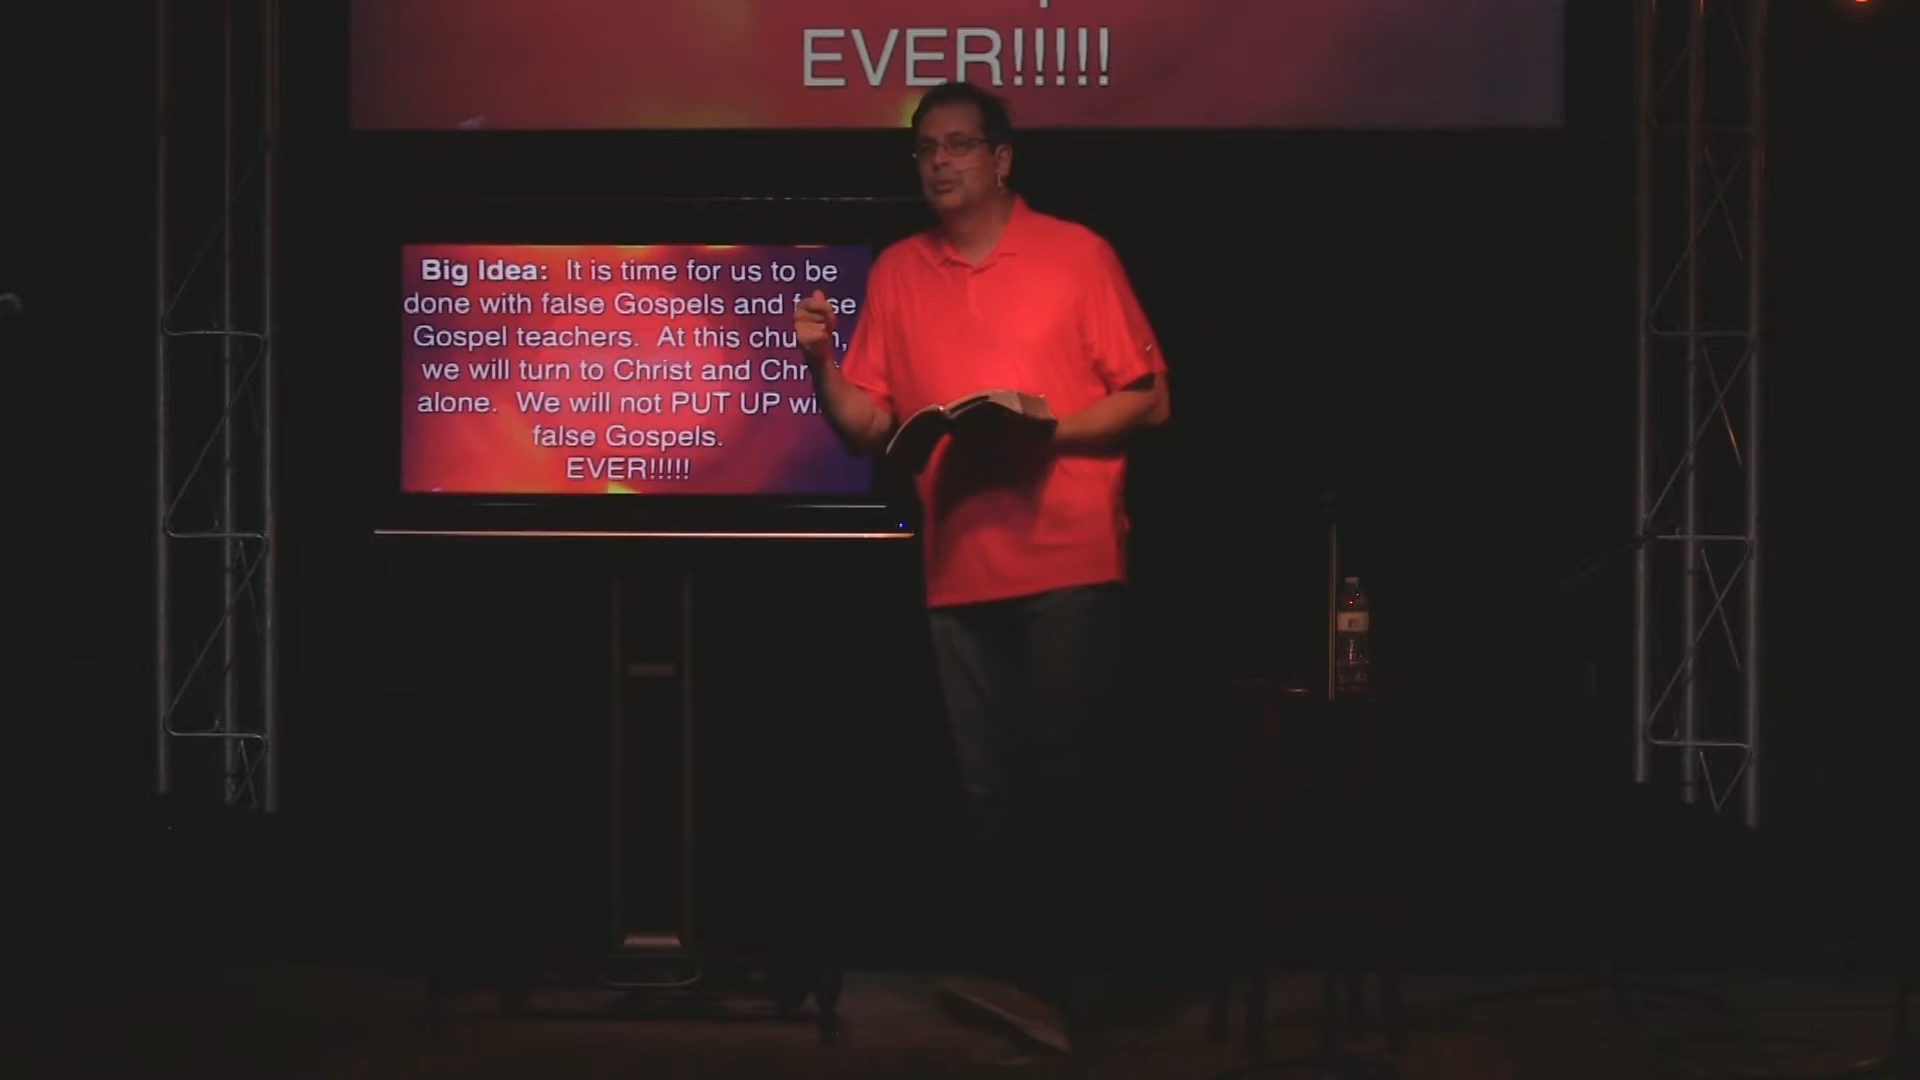 EVER!!!!!
Big Idea: It is time for us to be
done with false Gospels and
Gospel teachers. At this
we will turn to Christ and
alone. We will not PUT UP
false Gospels.
EVER!!!!!